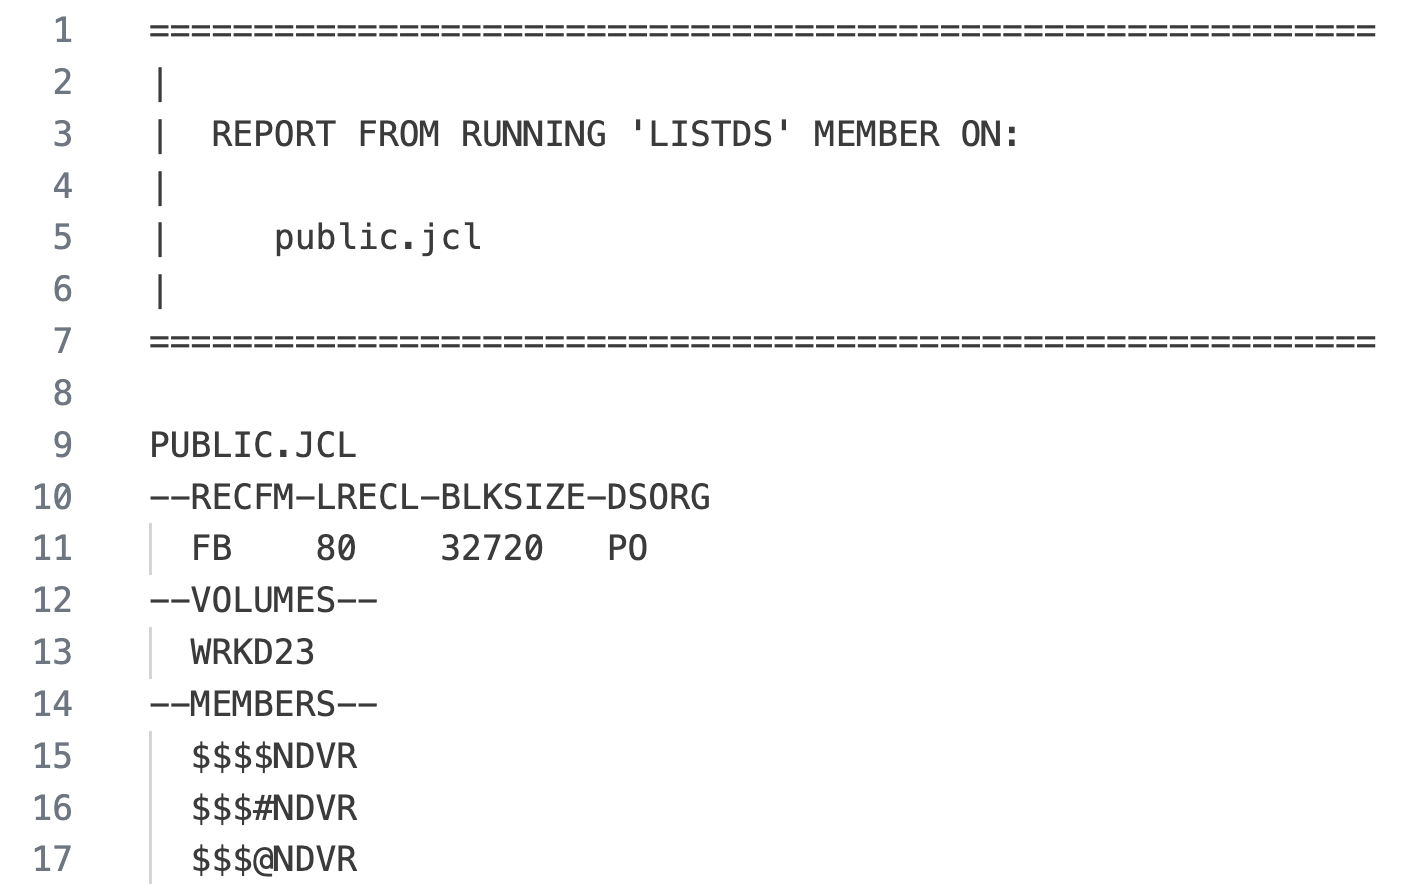 1 ===========================================================
2 |
3 |  REPORT FROM RUNNING 'LISTDS' MEMBER ON:
4 |
5 |     public.jcl
6 |
7 ===========================================================
8
9 PUBLIC.JCL
10 --RECFM-LRECL-BLKSIZE-DSORG
11   FB    80    32720   PO
12 --VOLUMES--
13   WRKD23
14 --MEMBERS--
15   $$$$NDVR
16   $$$#NDVR
17   $$$@NDVR